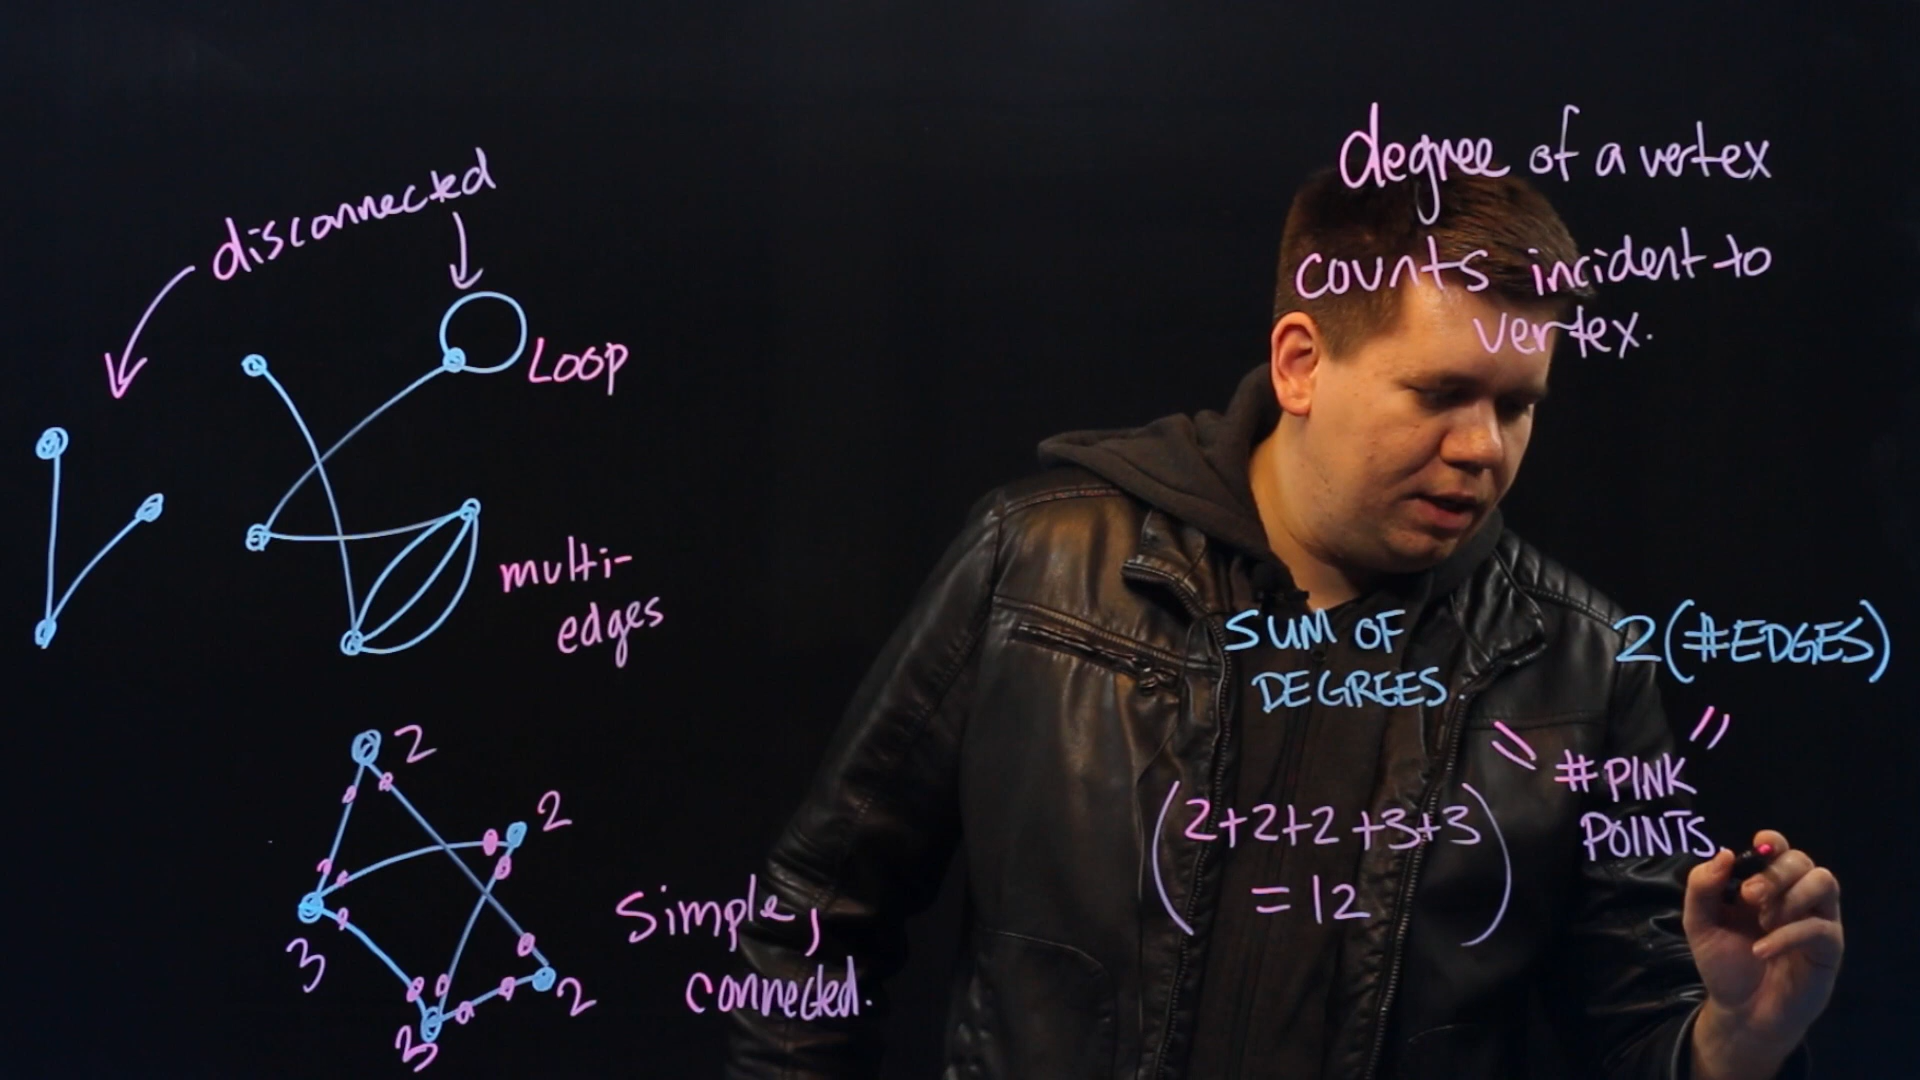 disconnected
Loop
multi-
edges
2
2
3
2
3
Simple,
connected.
degree of a vertex
counts incident to
vertex.
SUM OF
DEGREES.
2(#EDGES)
(2+2+2+3+3
=12)
"#PINK
POINTS."